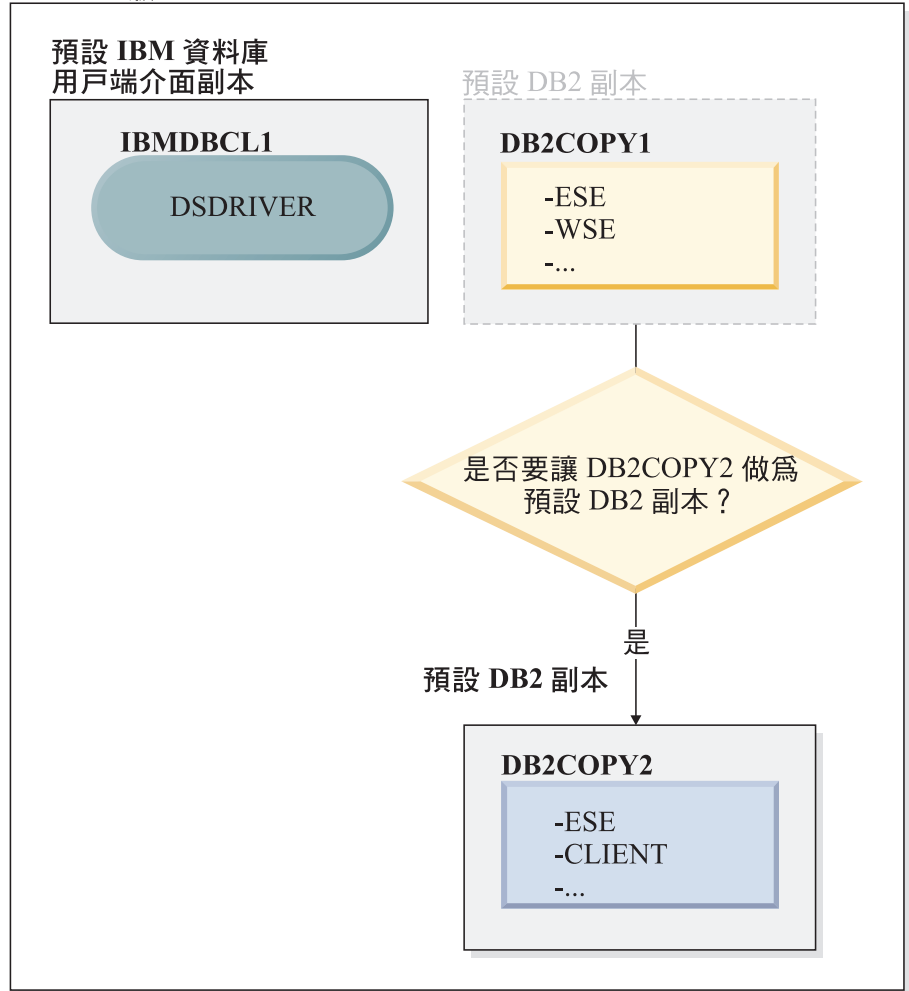 預設 IBM 資料庫
用戶端介面副本
IBMDBCL1
DSDRIVER
預設 DB2 副本
DB2COPY1
-ESE
-WSE
-...
是否要讓 DB2COPY2 做為
預設 DB2 副本？
是
預設 DB2 副本
DB2COPY2
-ESE
-CLIENT
-...